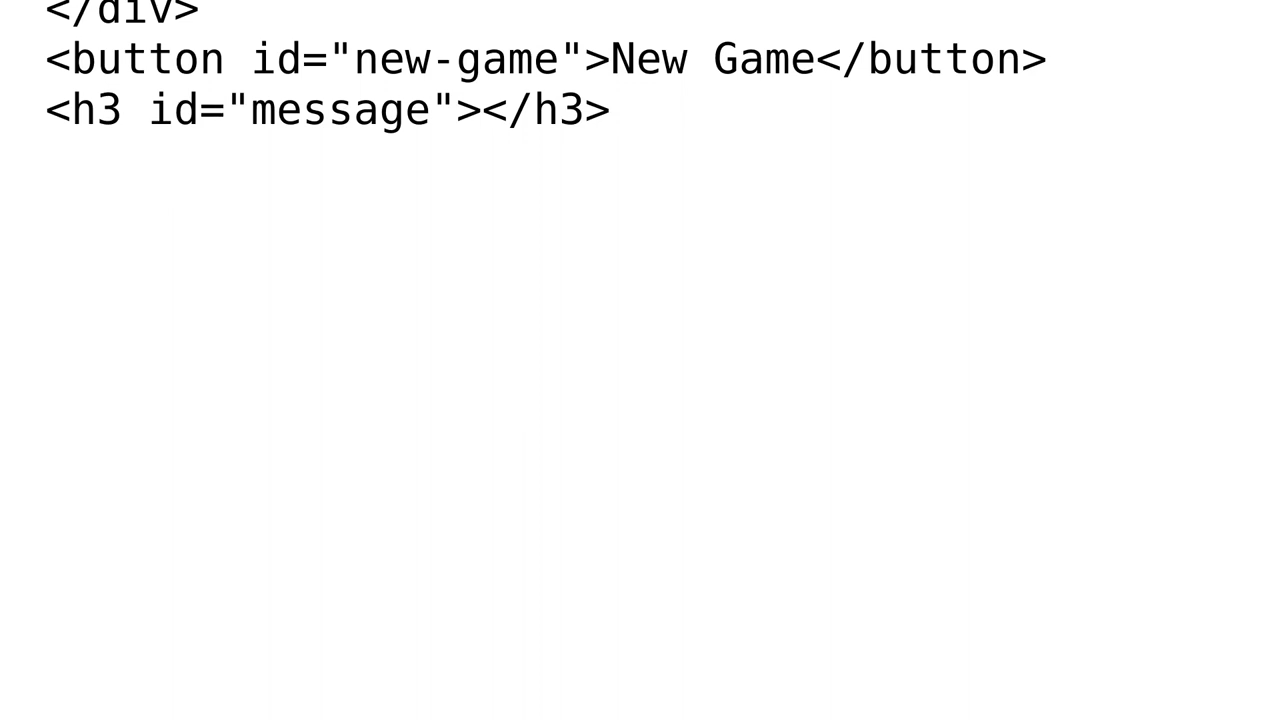 </div>
<button id="new-game">New Game</button>
<h3 id="message"></h3>